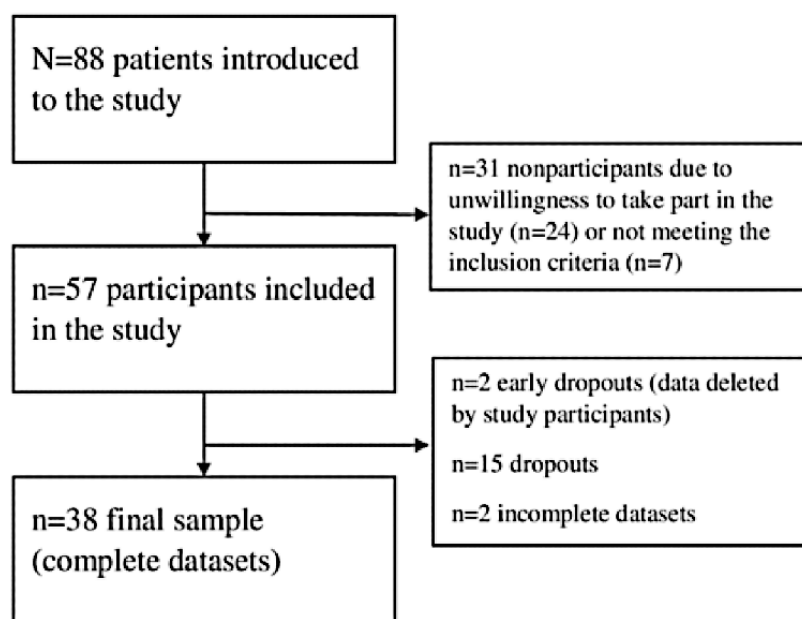 N=88 patients introduced
to the study
n=31 nonparticipants due to
unwillingness to take part in the
study (n=24) or not meeting the
inclusion criteria (n=7)
n=57 participants included
in the study
n=2 early dropouts (data deleted
by study participants)
n=15 dropouts
n=2 incomplete datasets
n=38 final sample
(complete datasets)